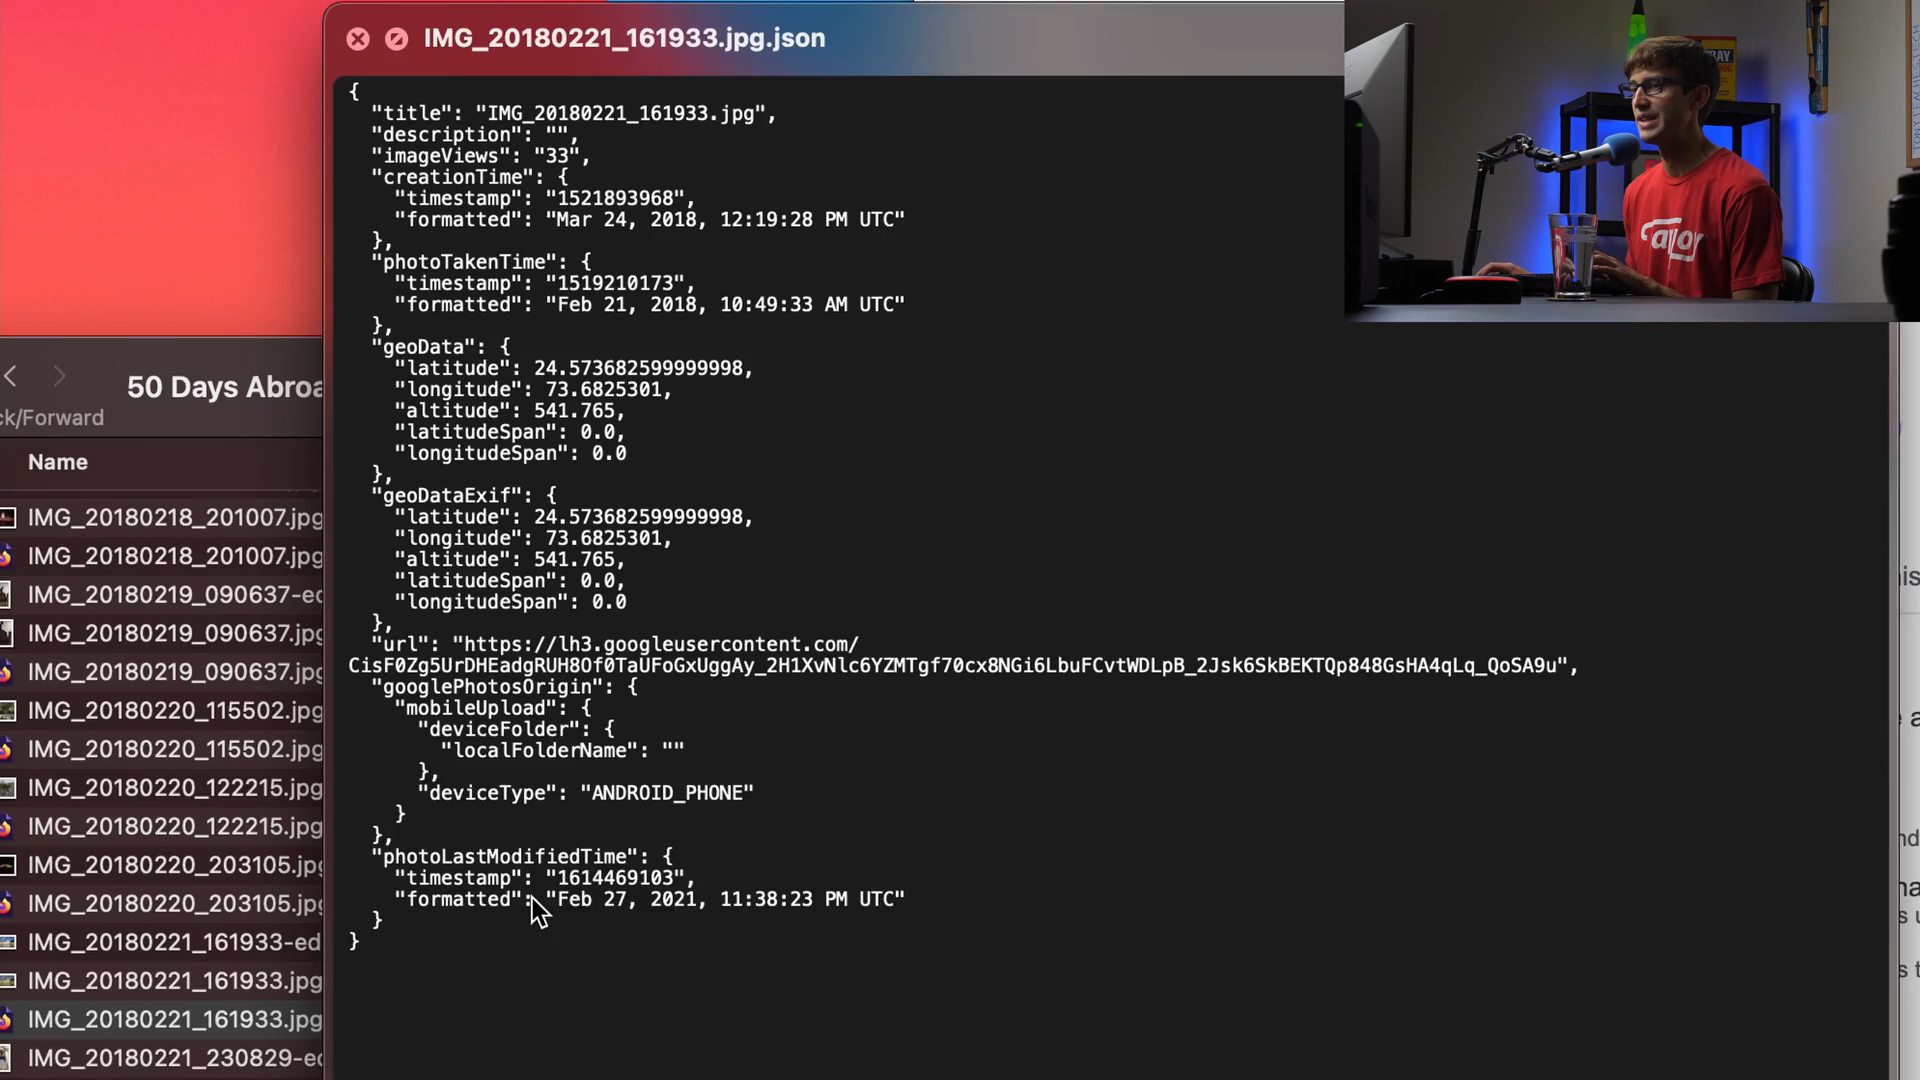 IMG_20180221_161933.jpg.json
{
"title": "IMG_20180221_161933.jpg",
"description": "",
"imageViews": "33",
"creationTime": {
"timestamp": "1521893968",
"formatted": "Mar 24, 2018, 12:19:28 PM UTC"
},
"photoTakenTime": {
"timestamp": "1519210173",
"formatted": "Feb 21, 2018, 10:49:33 AM UTC"
},
"geoData": {
"latitude": 24.573682599999998,
"longitude": 73.6825301,
"altitude": 541.765,
"latitudeSpan": 0.0,
"longitudeSpan": 0.0
},
"geoDataExif": {
"latitude": 24.573682599999998,
"longitude": 73.6825301,
"altitude": 541.765,
"latitudeSpan": 0.0,
"longitudeSpan": 0.0
},
"url": "https://lh3.googleusercontent.com/
CisF0Zg5UrDHEadgRUH8Of0TaUFoGxUggAy_2H1XvNlc6YZMTgf70cx8NGi6LbuFCvtWDLpB_2Jsk6SkBEKTQp848GsHA4qLq_QoSA9u",
"googlePhotosOrigin": {
"mobileUpload": {
"deviceFolder": {
"localFolderName": ""
},
"deviceType": "ANDROID_PHONE"
}
},
"photoLastModifiedTime": {
"timestamp": "1614469103",
"formatted": "Feb 27, 2021, 11:38:23 PM UTC"
}
}
50 Days Abroa
ck/Forward
Name
IMG_20180218_201007.jpg
IMG_20180218_201007.jpg
IMG_20180219_090637-ed
IMG_20180219_090637.jpg
IMG_20180219_090637.jpg
IMG_20180220_115502.jpg
IMG_20180220_115502.jpg
IMG_20180220_122215.jpg
IMG_20180220_122215.jpg
IMG_20180220_203105.jpg
IMG_20180220_203105.jpg
IMG_20180221_161933-ed
IMG_20180221_161933.jpg
IMG_20180221_161933.jpg
IMG_20180221_230829-ed